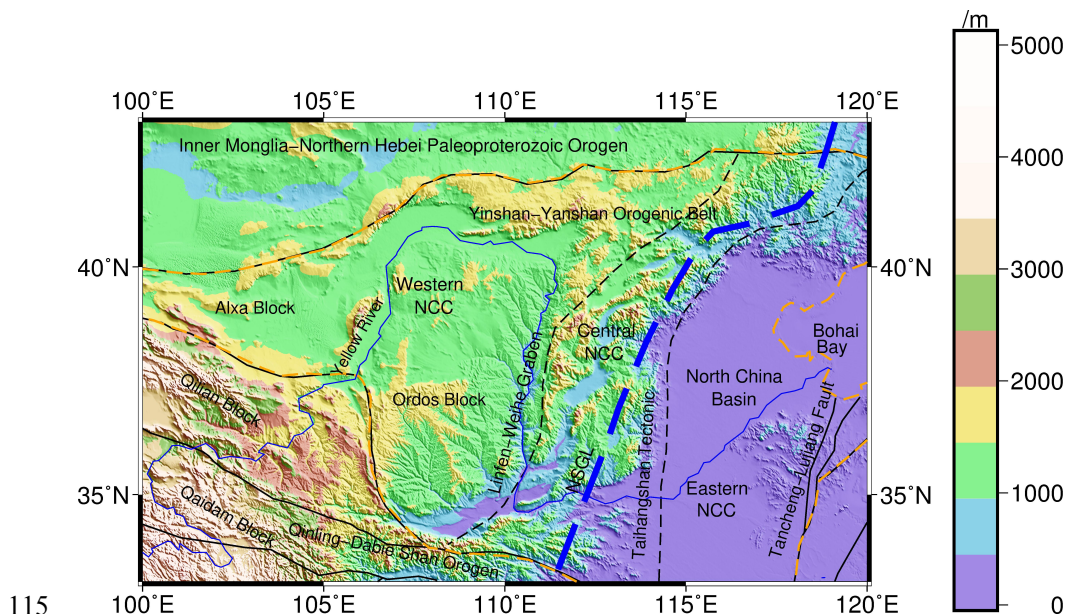 /m
100°E 105°E 110°E 115°E 120°E
5000
4000
3000
2000
1000
0
Inner Monglia–Northern Hebei Paleoproterozoic Orogen
Yinshan–Yanshan Orogenic Belt
40°N
40°N
Alxa Block
Western
NCC
Yellow River
Central
NCC
Bohai
Bay
Qilian Block
Ordos Block
Linfen–Weihe Graben
North China
Basin
NSGL
Taihangshan Tectonic
Tancheng–Lujiang Fault
35°N
35°N
Qaidam Block
Eastern
NCC
Qinling–Dabie Shan Orogen
115
100°E 105°E 110°E 115°E 120°E